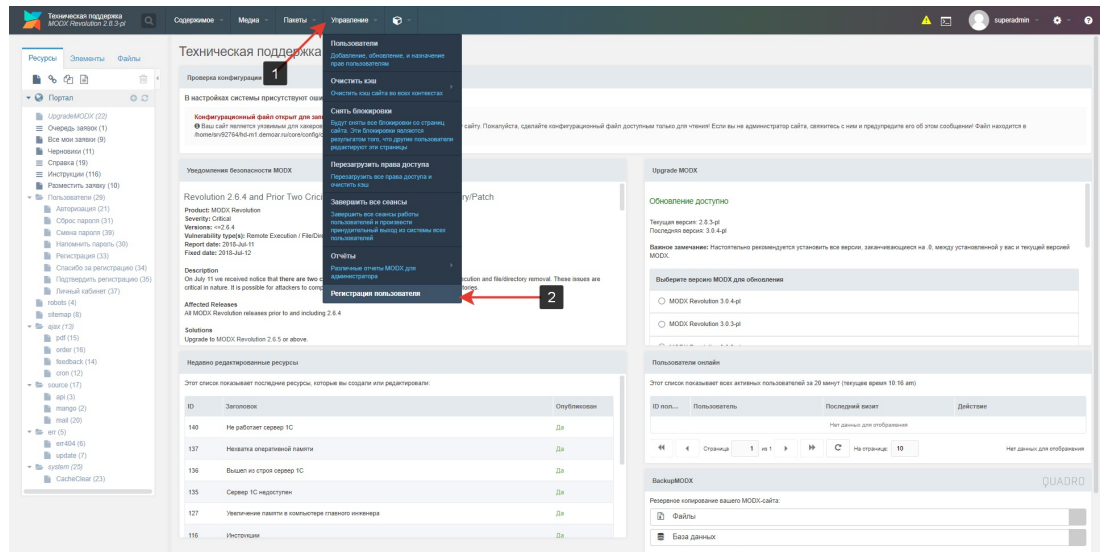 Техническая поддержка
MODX Revolution 2.6.3-pl
Содержимое
Медиа
Пакеты
Управление
superadmin
Ресурсы
Элементы
Файлы
Портал
UpgradeMODX (22)
Очередь заявок (1)
Все мои заявки (9)
Черновики (11)
Справка (19)
Инструкции (116)
Разместить заявку (10)
Пользователи (29)
Авторизация (21)
Сброс пароля (31)
Смена пароля (39)
Напомнить пароль (30)
Регистрация (33)
Спасибо за регистрацию (34)
Подтвердить регистрацию (35)
Личный кабинет (37)
robots (4)
sitemap (8)
ajax (13)
pdf (15)
order (16)
feedback (14)
cron (12)
source (17)
api (3)
mango (2)
mail (20)
err (5)
err404 (6)
update (7)
system (25)
CacheClear (23)
Техническая поддержка
1
Проверка конфигурации
В настройках системы присутствуют
Конфигурационный файл открыт для
Ваш сайт является уязвимым для хакеров
сайту. Пожалуйста, сделайте конфигурационный файл доступным только для чтения! Если вы не администратор сайта, свяжитесь с ним и предупредите его об этом сообщении! Файл находится в
/home/srv92764/hd-m1.demoar.ru/core/config/
Пользователи
Добавление, обновление, и назначение
прав пользователям
Очистить кэш
Очистить кэш сайта во всех контекстах
Снять блокировки
Будут сняты все блокировки со страниц
сайта. Эти блокировки являются
результатом того, что другие пользователи
редактируют эти страницы
Перезагрузить права доступа
Перезагрузить все права доступа и
очистить кэш
Завершить все сеансы
Завершить все сеансы работы
пользователей и произвести
принудительный выход из системы всех
пользователей
Отчёты
Различные отчеты MODX для
администратора
Регистрация пользователя
2
Уведомления безопасности MODX
Revolution 2.6.4 and Prior Two
ry/Patch
Product: MODX Revolution
Severity: Critical
Versions: <=2.6.4
Vulnerability type(s): Remote Execution /
Report date: 2018-Jul-11
Fixed date: 2018-Jul-12
Description
On July 11 we received notice that there are two
cution and file/directory removal. These issues are
critical in nature. It is possible for attackers to
tories.
Affected Releases
All MODX Revolution releases prior to and including 2.6.4
Solutions
Upgrade to MODX Revolution 2.6.5 or above.
Upgrade MODX
Обновление доступно
Текущая версия: 2.6.3-pl
Последняя версия: 3.0.4-pl
Важное замечание: Настоятельно рекомендуется установить все версии, заканчивающиеся на .0, между установленной у вас и текущей версией
MODX.
Выберите версию MODX для обновления
MODX Revolution 3.0.4-pl
MODX Revolution 3.0.3-pl
Недавно редактированные ресурсы
Этот список показывает последние ресурсы, которые вы создали или редактировали:
ID Заголовок Опубликован
140 Не работает сервер 1С Да
137 Нехватка оперативной памяти Да
136 Вышел из строя сервер 1С Да
135 Сервер 1С недоступен Да
127 Увеличение памяти в компьютере главного инженера Да
116 Инструкции Да
Пользователи онлайн
Этот список показывает всех активных пользователей за 20 минут (текущее время 10:16 am)
ID пол... Пользователь Последний визит Действие
Нет данных для отображения
Страница 1 из 1 На странице: 10 Нет данных для отображения
BackupMODX QUADRO
Резервное копирование вашего MODX-сайта:
Файлы
База данных